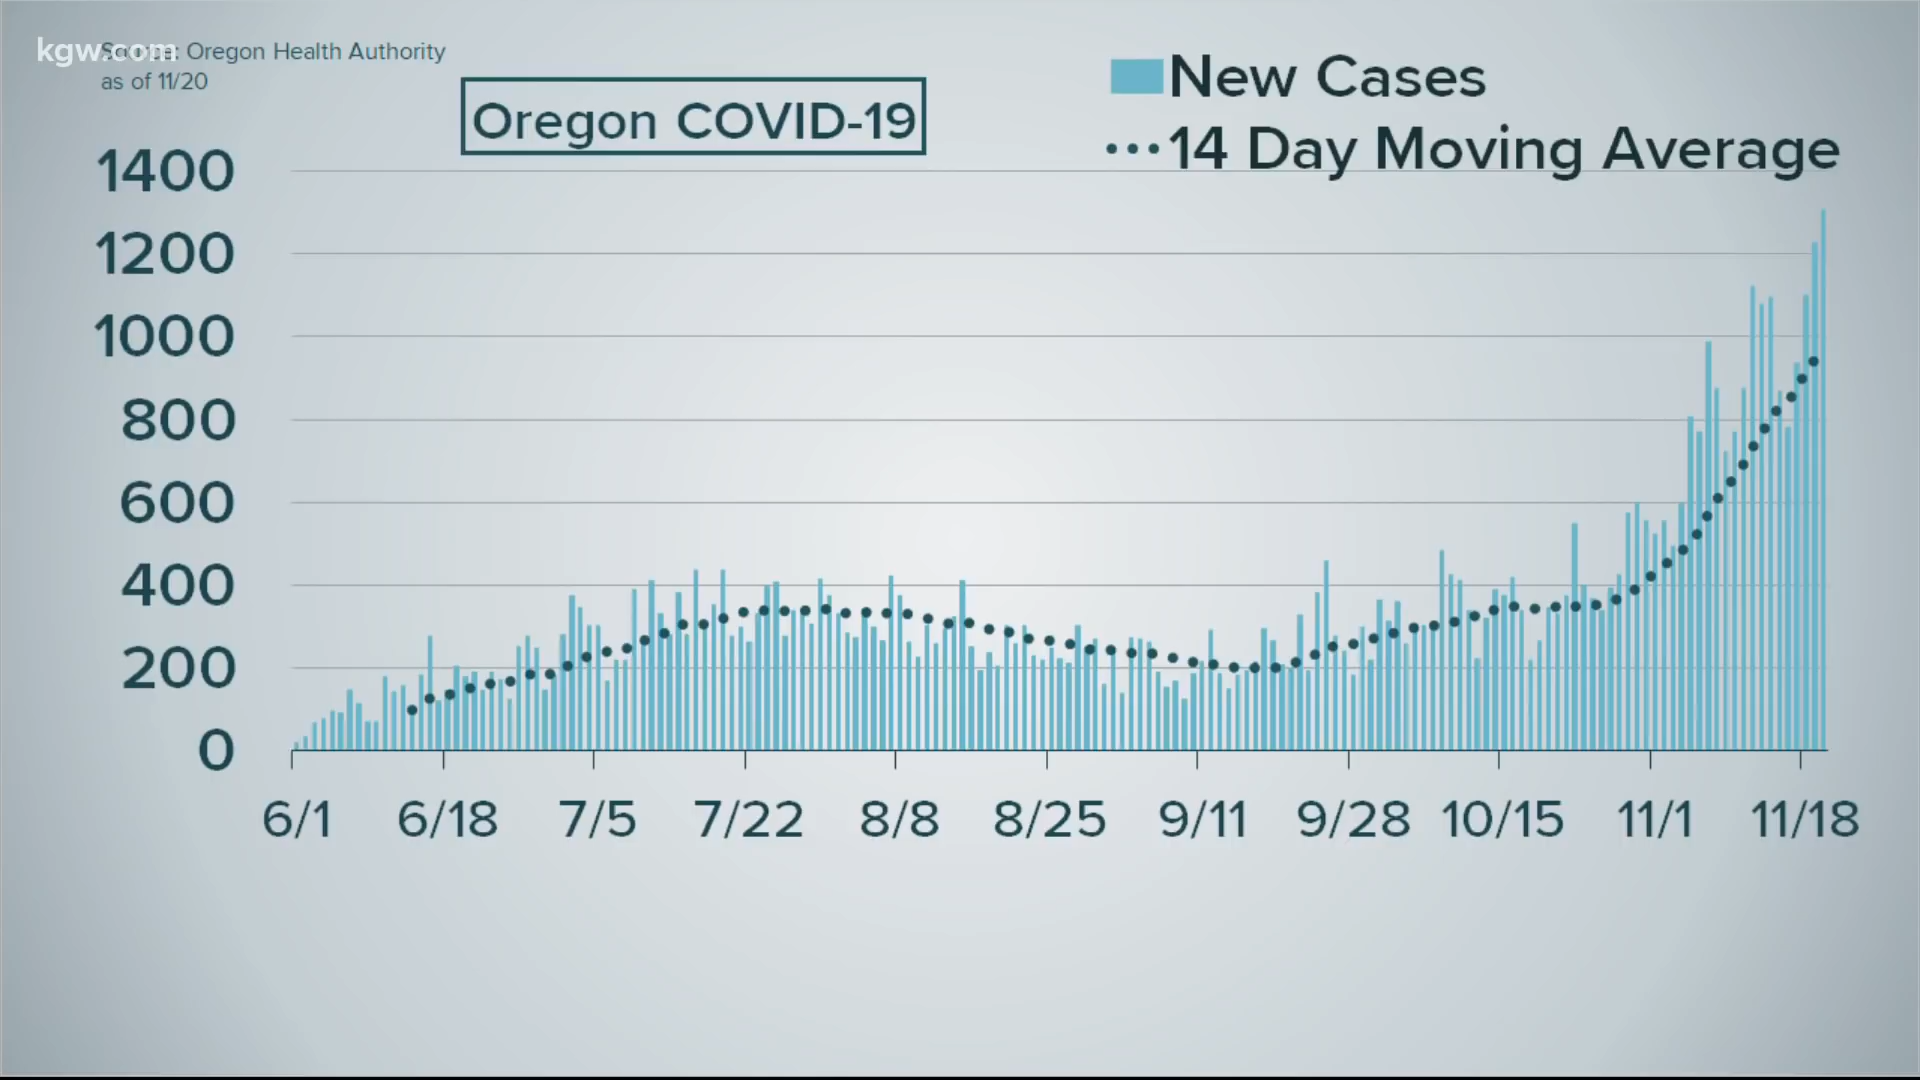 kgw.com
Source: Oregon Health Authority
as of 11/20
Oregon COVID-19
New Cases
14 Day Moving Average
1400
1200
1000
800
600
400
200
0
6/1 6/18 7/5 7/22 8/8 8/25 9/11 9/28 10/15 11/1 11/18